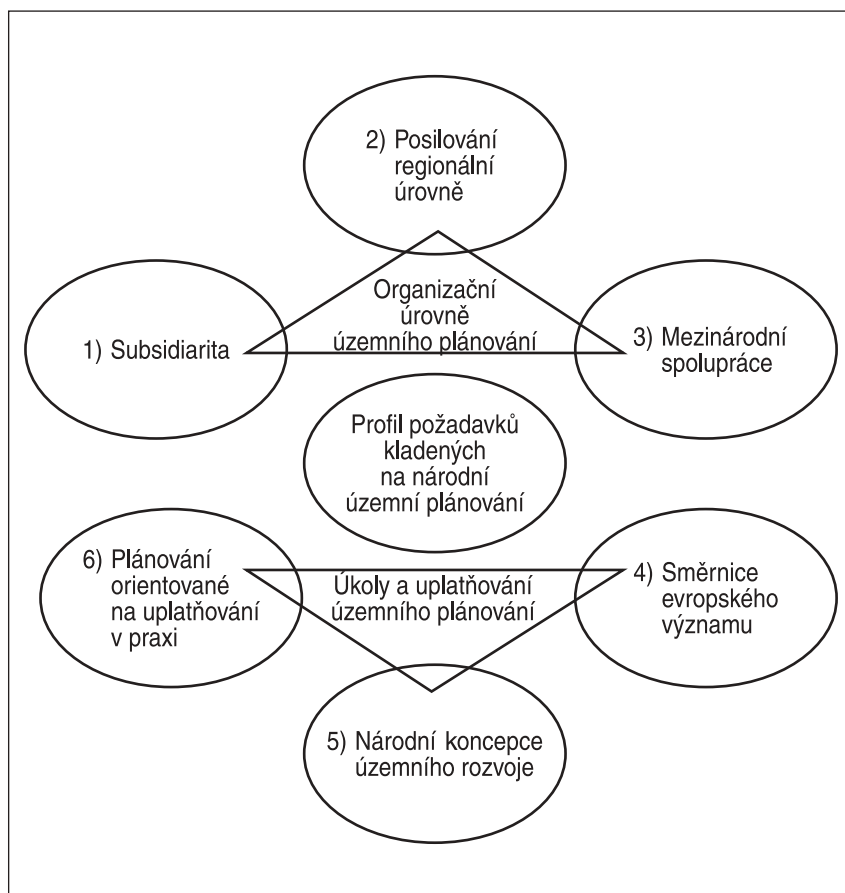 2) Posilování
regionální
úrovně
Organizační
úrovně
územního plánování
1) Subsidiarita
3) Mezinárodní
spolupráce
Profil požadavků
kladených
na národní
územní plánování
6) Plánování
orientované
na uplatňování
v praxi
Úkoly a uplatňování
územního plánování
4) Směrnice
evropského
významu
5) Národní koncepce
územního rozvoje